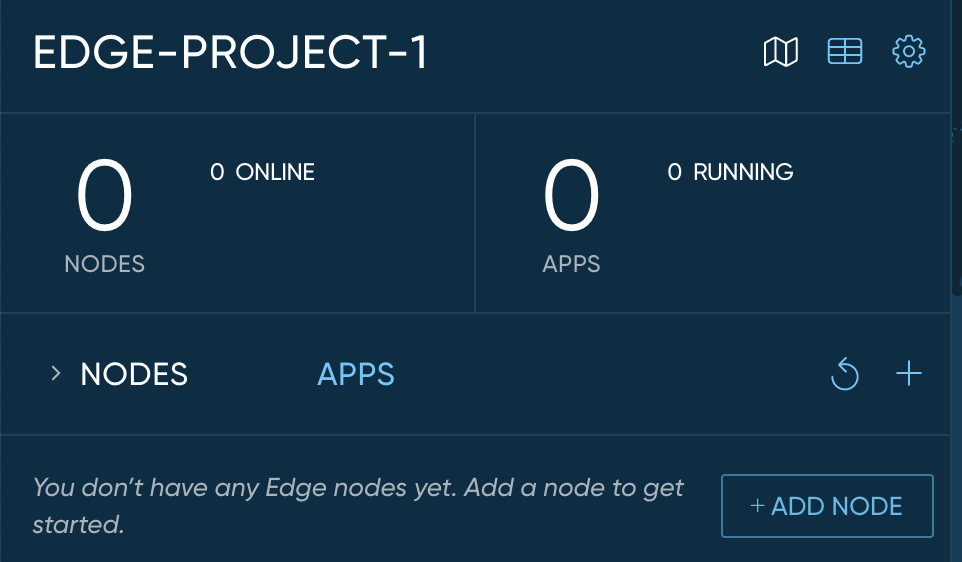 EDGE-PROJECT-1
0 0 ONLINE
NODES
0 0 RUNNING
APPS
NODES APPS
You don’t have any Edge nodes yet. Add a node to get
started.
+ ADD NODE